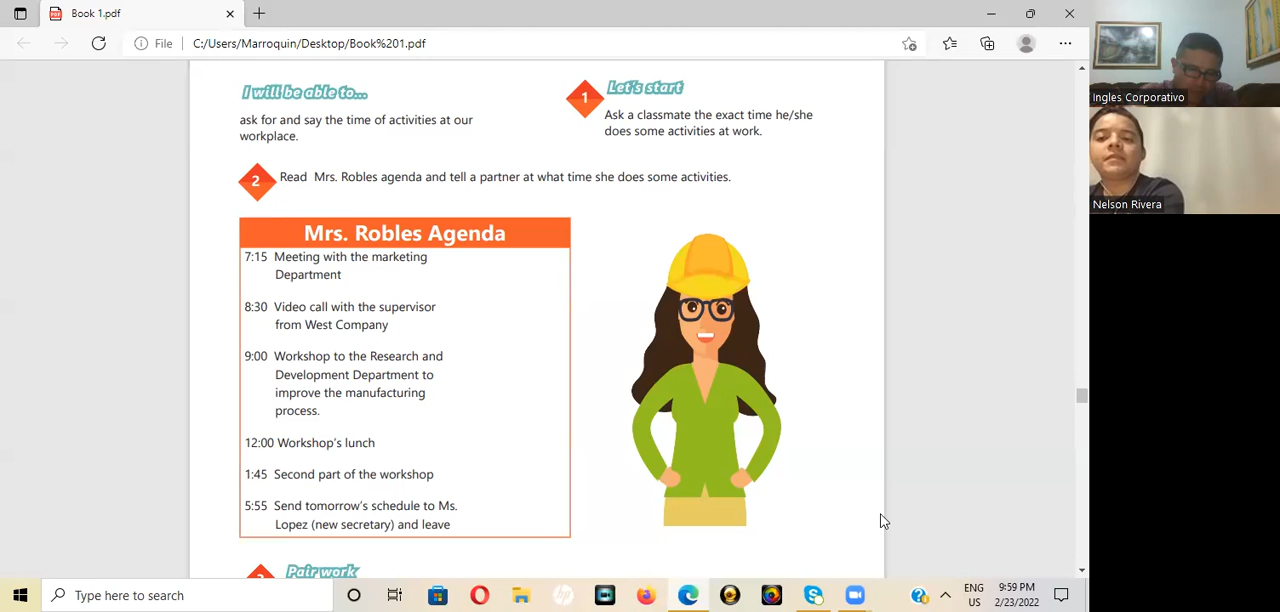 Book 1.pdf
File
C:/Users/Marroquin/Desktop/Book%201.pdf
I will be able to...
ask for and say the time of activities at our
workplace.
1
Let's start
Ask a classmate the exact time he/she
does some activities at work.
2
Read Mrs. Robles agenda and tell a partner at what time she does some activities.
Mrs. Robles Agenda
7:15 Meeting with the marketing
Department
8:30 Video call with the supervisor
from West Company
9:00 Workshop to the Research and
Development Department to
improve the manufacturing
process.
12:00 Workshop's lunch
1:45 Second part of the workshop
5:55 Send tomorrow's schedule to Ms.
Lopez (new secretary) and leave
3
Pair work
Ingles Corporativo
Nelson Rivera
Type here to search
ENG
US
9:59 PM
2/23/2022